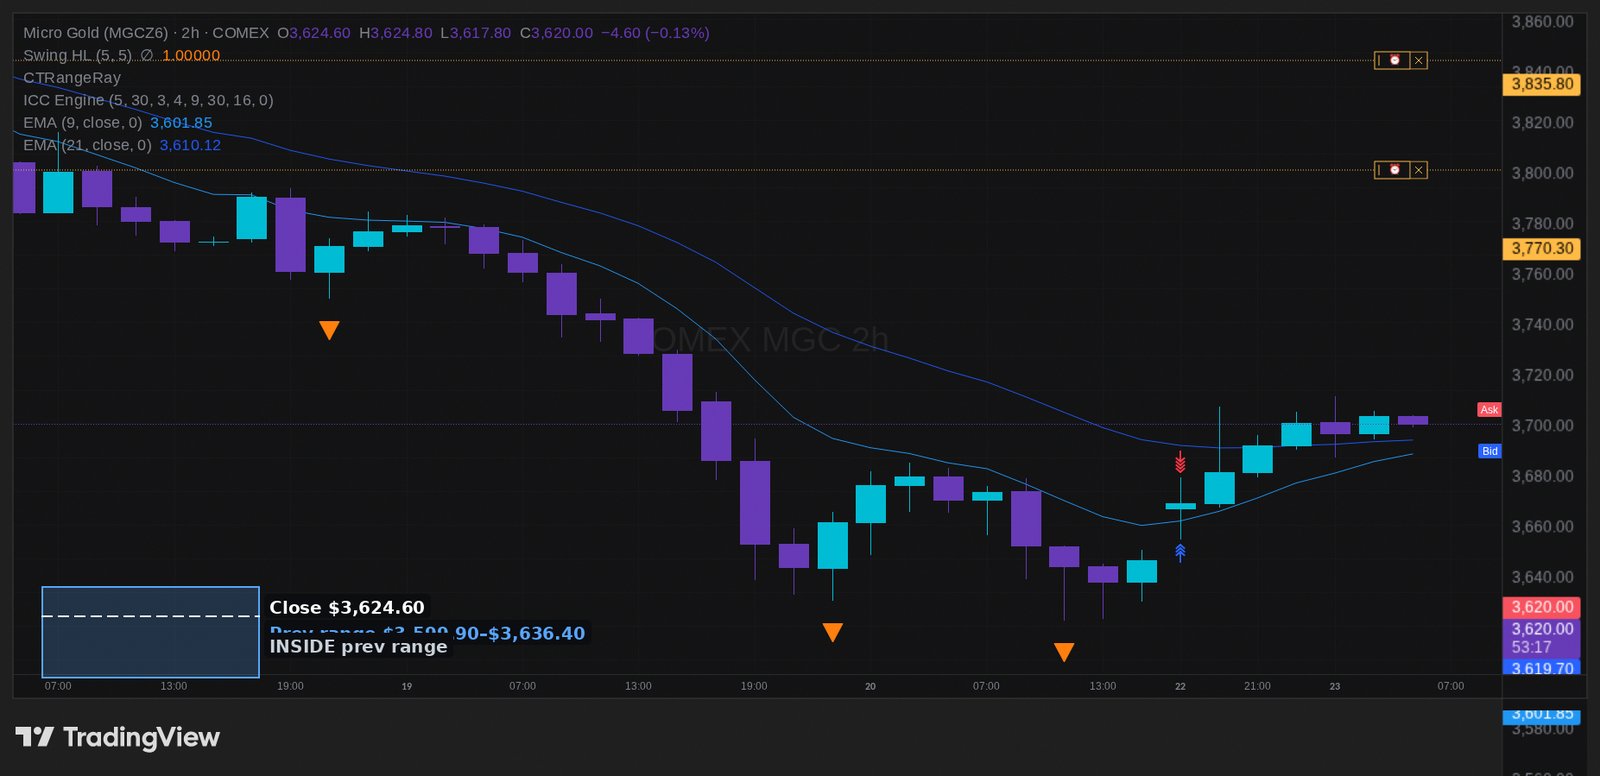 Micro Gold (MGCZ6) · 2h · COMEX O3,624.60 H3,624.80 L3,617.80 C3,620.00 −4.60 (−0.13%)
Swing HL (5, 5) ∅ 1.00000
CTRangeRay
ICC Engine (5, 30, 3, 4, 9, 30, 16, 0)
EMA (9, close, 0) 3,601.85
EMA (21, close, 0) 3,610.12
COMEX MGC 2h
3,860.00
3,840.00
3,835.80
3,820.00
3,800.00
3,780.00
3,770.30
3,760.00
3,740.00
3,720.00
Ask
3,700.00
Bid
3,680.00
3,660.00
3,640.00
3,620.00
3,620.00
53:17
3,619.70
3,601.85
3,580.00
Close $3,624.60
Prev range $3,599.90–$3,636.40
INSIDE prev range
07:00 13:00 19:00 19 07:00 13:00 19:00 20 07:00 13:00 22 21:00 23 07:00
TradingView